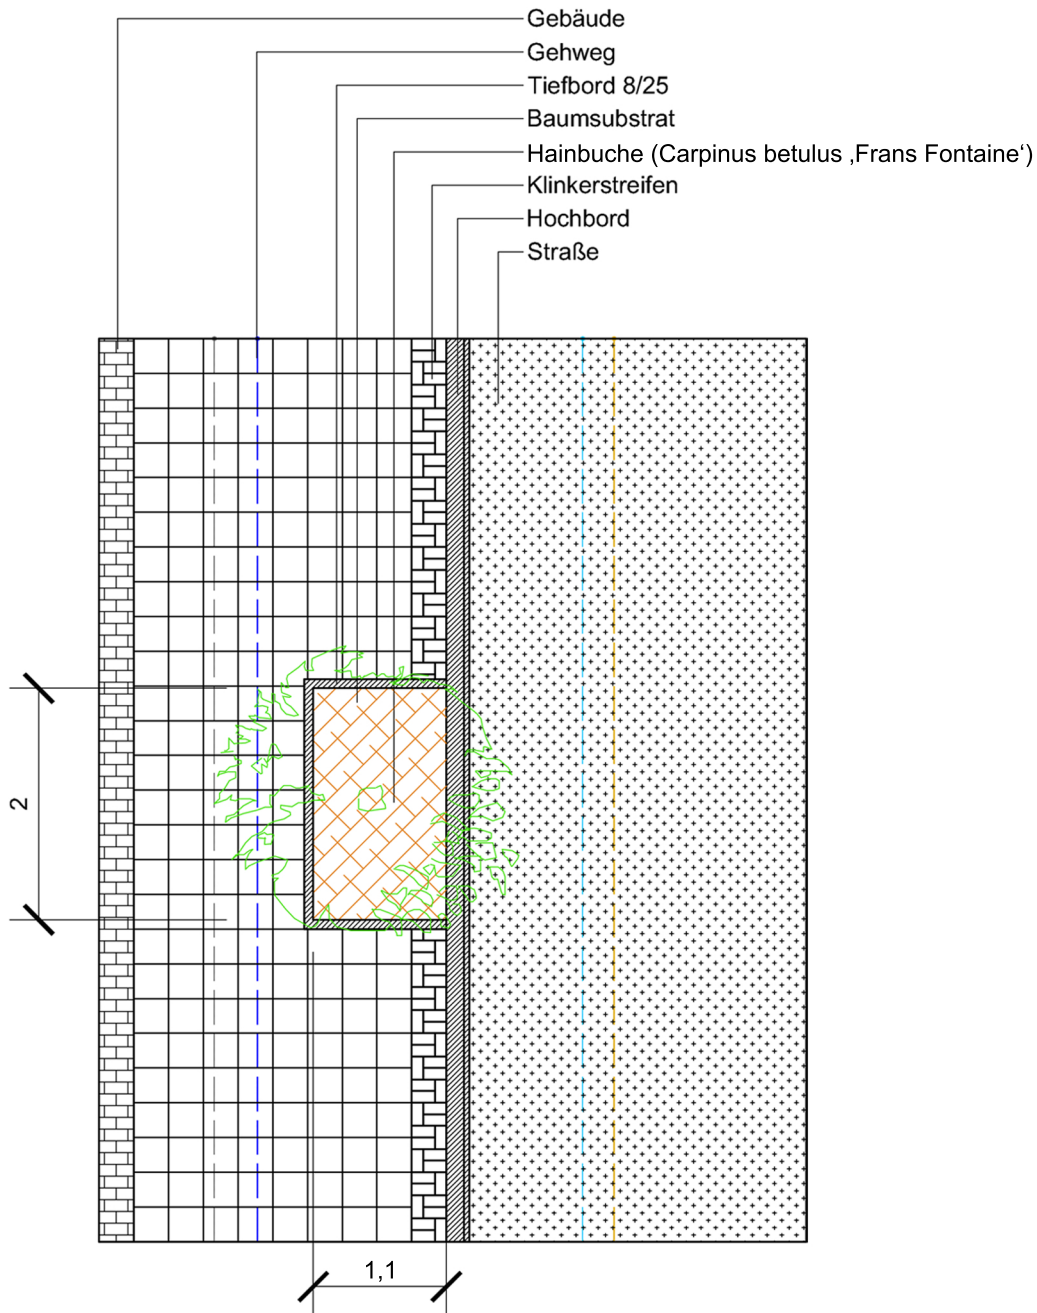 Gebäude
Gehweg
Tiefbord 8/25
Baumsubstrat
Hainbuche (Carpinus betulus ‚Frans Fontaine‘)
Klinkerstreifen
Hochbord
Straße
2
1,1